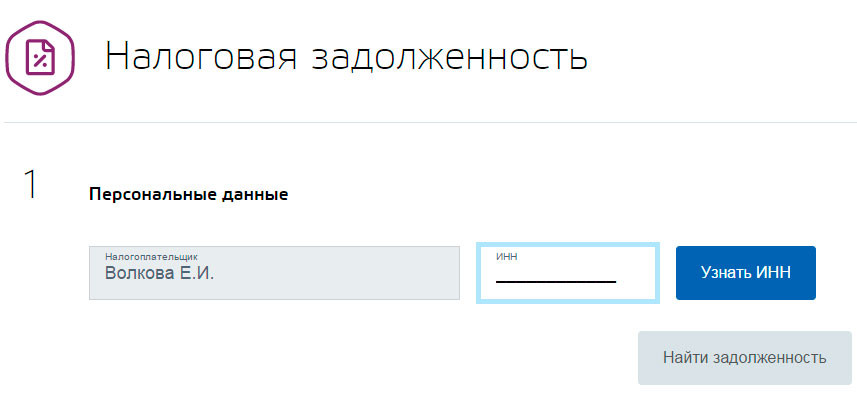 Налоговая задолженность
1
Персональные данные
Налогоплательщик
Волкова Е.И.
ИНН
Узнать ИНН
Найти задолженность